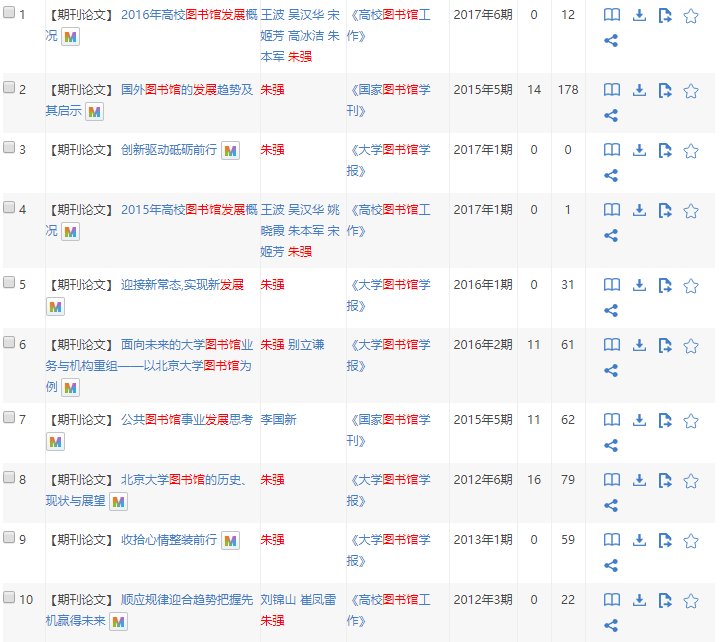 1 【期刊论文】 2016年高校图书馆发展概 王波 吴汉华 宋 《高校图书馆工 2017年6期 0 12
况 M 姬芳 高冰洁 朱 作》
本军 朱强
2 【期刊论文】 国外图书馆的发展趋势及 朱强 《国家图书馆学 2015年5期 14 178
其启示 M 刊》
3 【期刊论文】 创新驱动砥砺前行 M 朱强 《大学图书馆学 2017年1期 0 0
报》
4 【期刊论文】 2015年高校图书馆发展概 王波 吴汉华 姚 《高校图书馆工 2017年1期 0 1
况 M 晓霞 朱本军 宋 作》
姬芳 朱强
5 【期刊论文】 迎接新常态,实现新发展 朱强 《大学图书馆学 2016年1期 0 31
M 报》
6 【期刊论文】 面向未来的大学图书馆业 朱强 别立谦 《大学图书馆学 2016年2期 11 61
务与机构重组——以北京大学图书馆为 报》
例 M
7 【期刊论文】 公共图书馆事业发展思考 李国新 《国家图书馆学 2015年5期 11 62
M 刊》
8 【期刊论文】 北京大学图书馆的历史、 朱强 《大学图书馆学 2012年6期 16 79
现状与展望 M 报》
9 【期刊论文】 收拾心情整装前行 M 朱强 《大学图书馆学 2013年1期 0 59
报》
10 【期刊论文】 顺应规律迎合趋势把握先 刘锦山 崔凤雷 《高校图书馆工 2012年3期 0 22
机赢得未来 M 朱强 作》